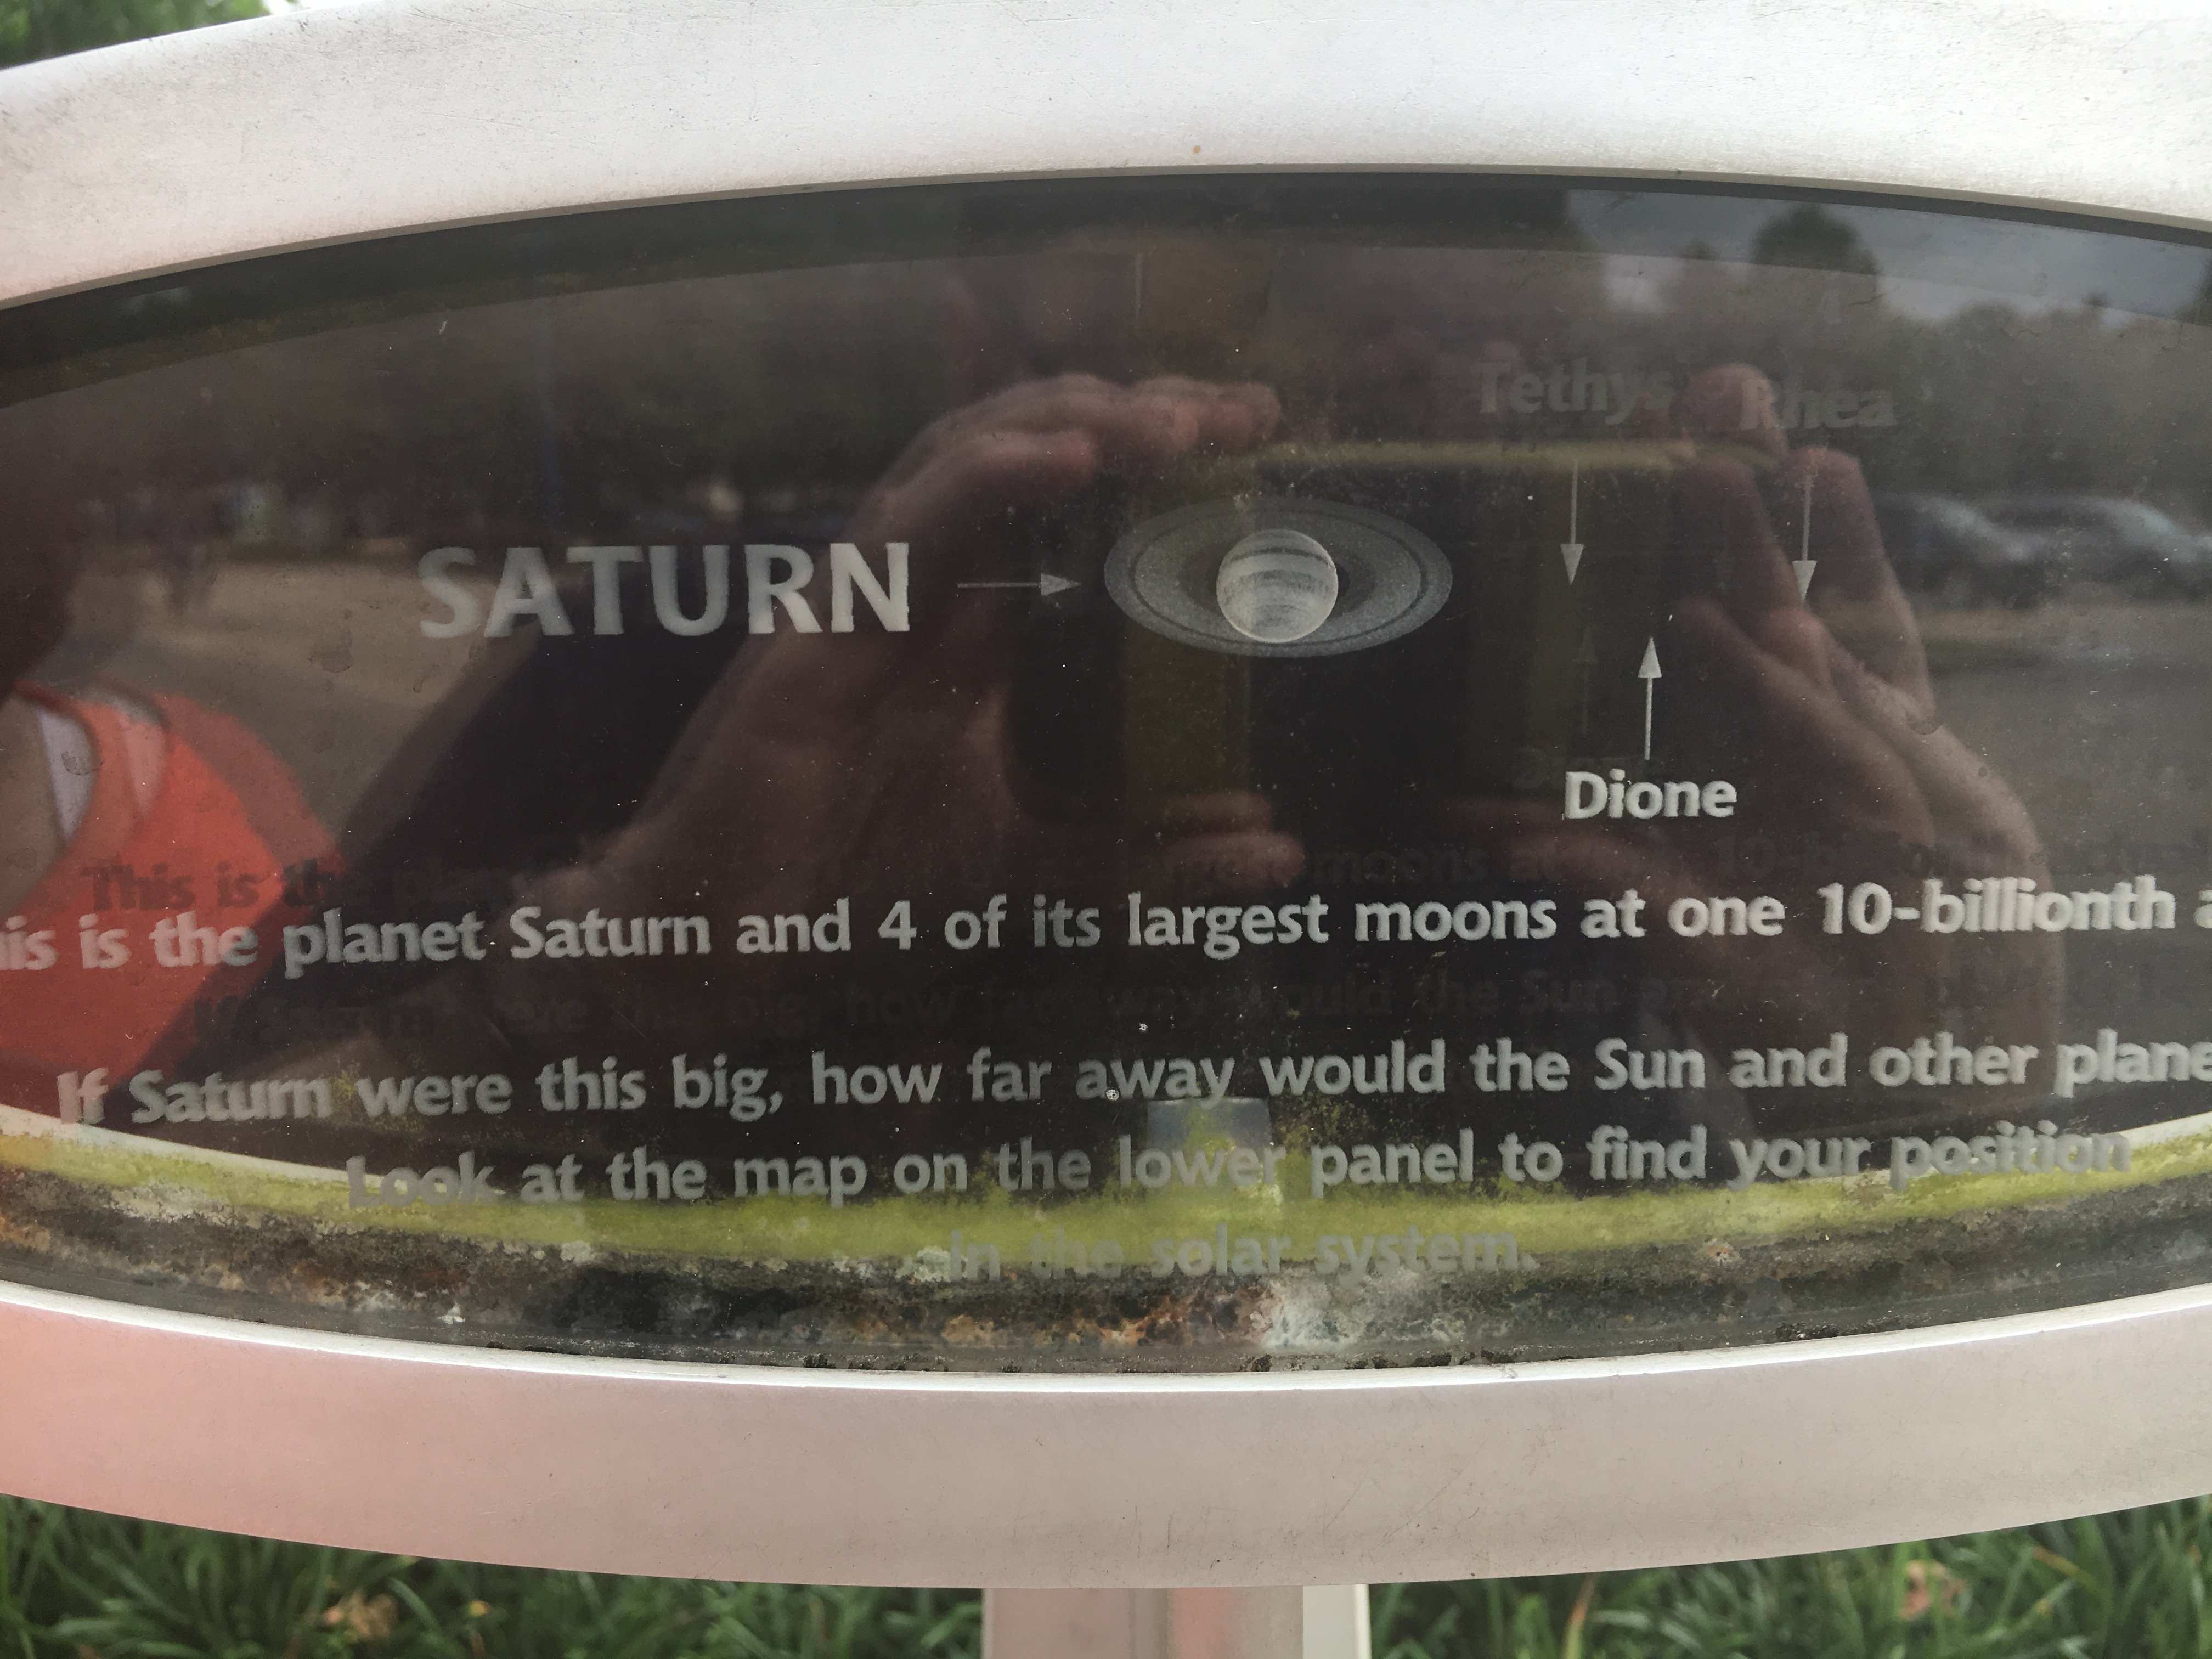 Tethys Rhea
SATURN
Dione
is is the planet Saturn and 4 of its largest moons at one 10-billionth a
If Saturn were this big, how far away would the Sun and other plane
Look at the map on the lower panel to find your position
in the solar system.